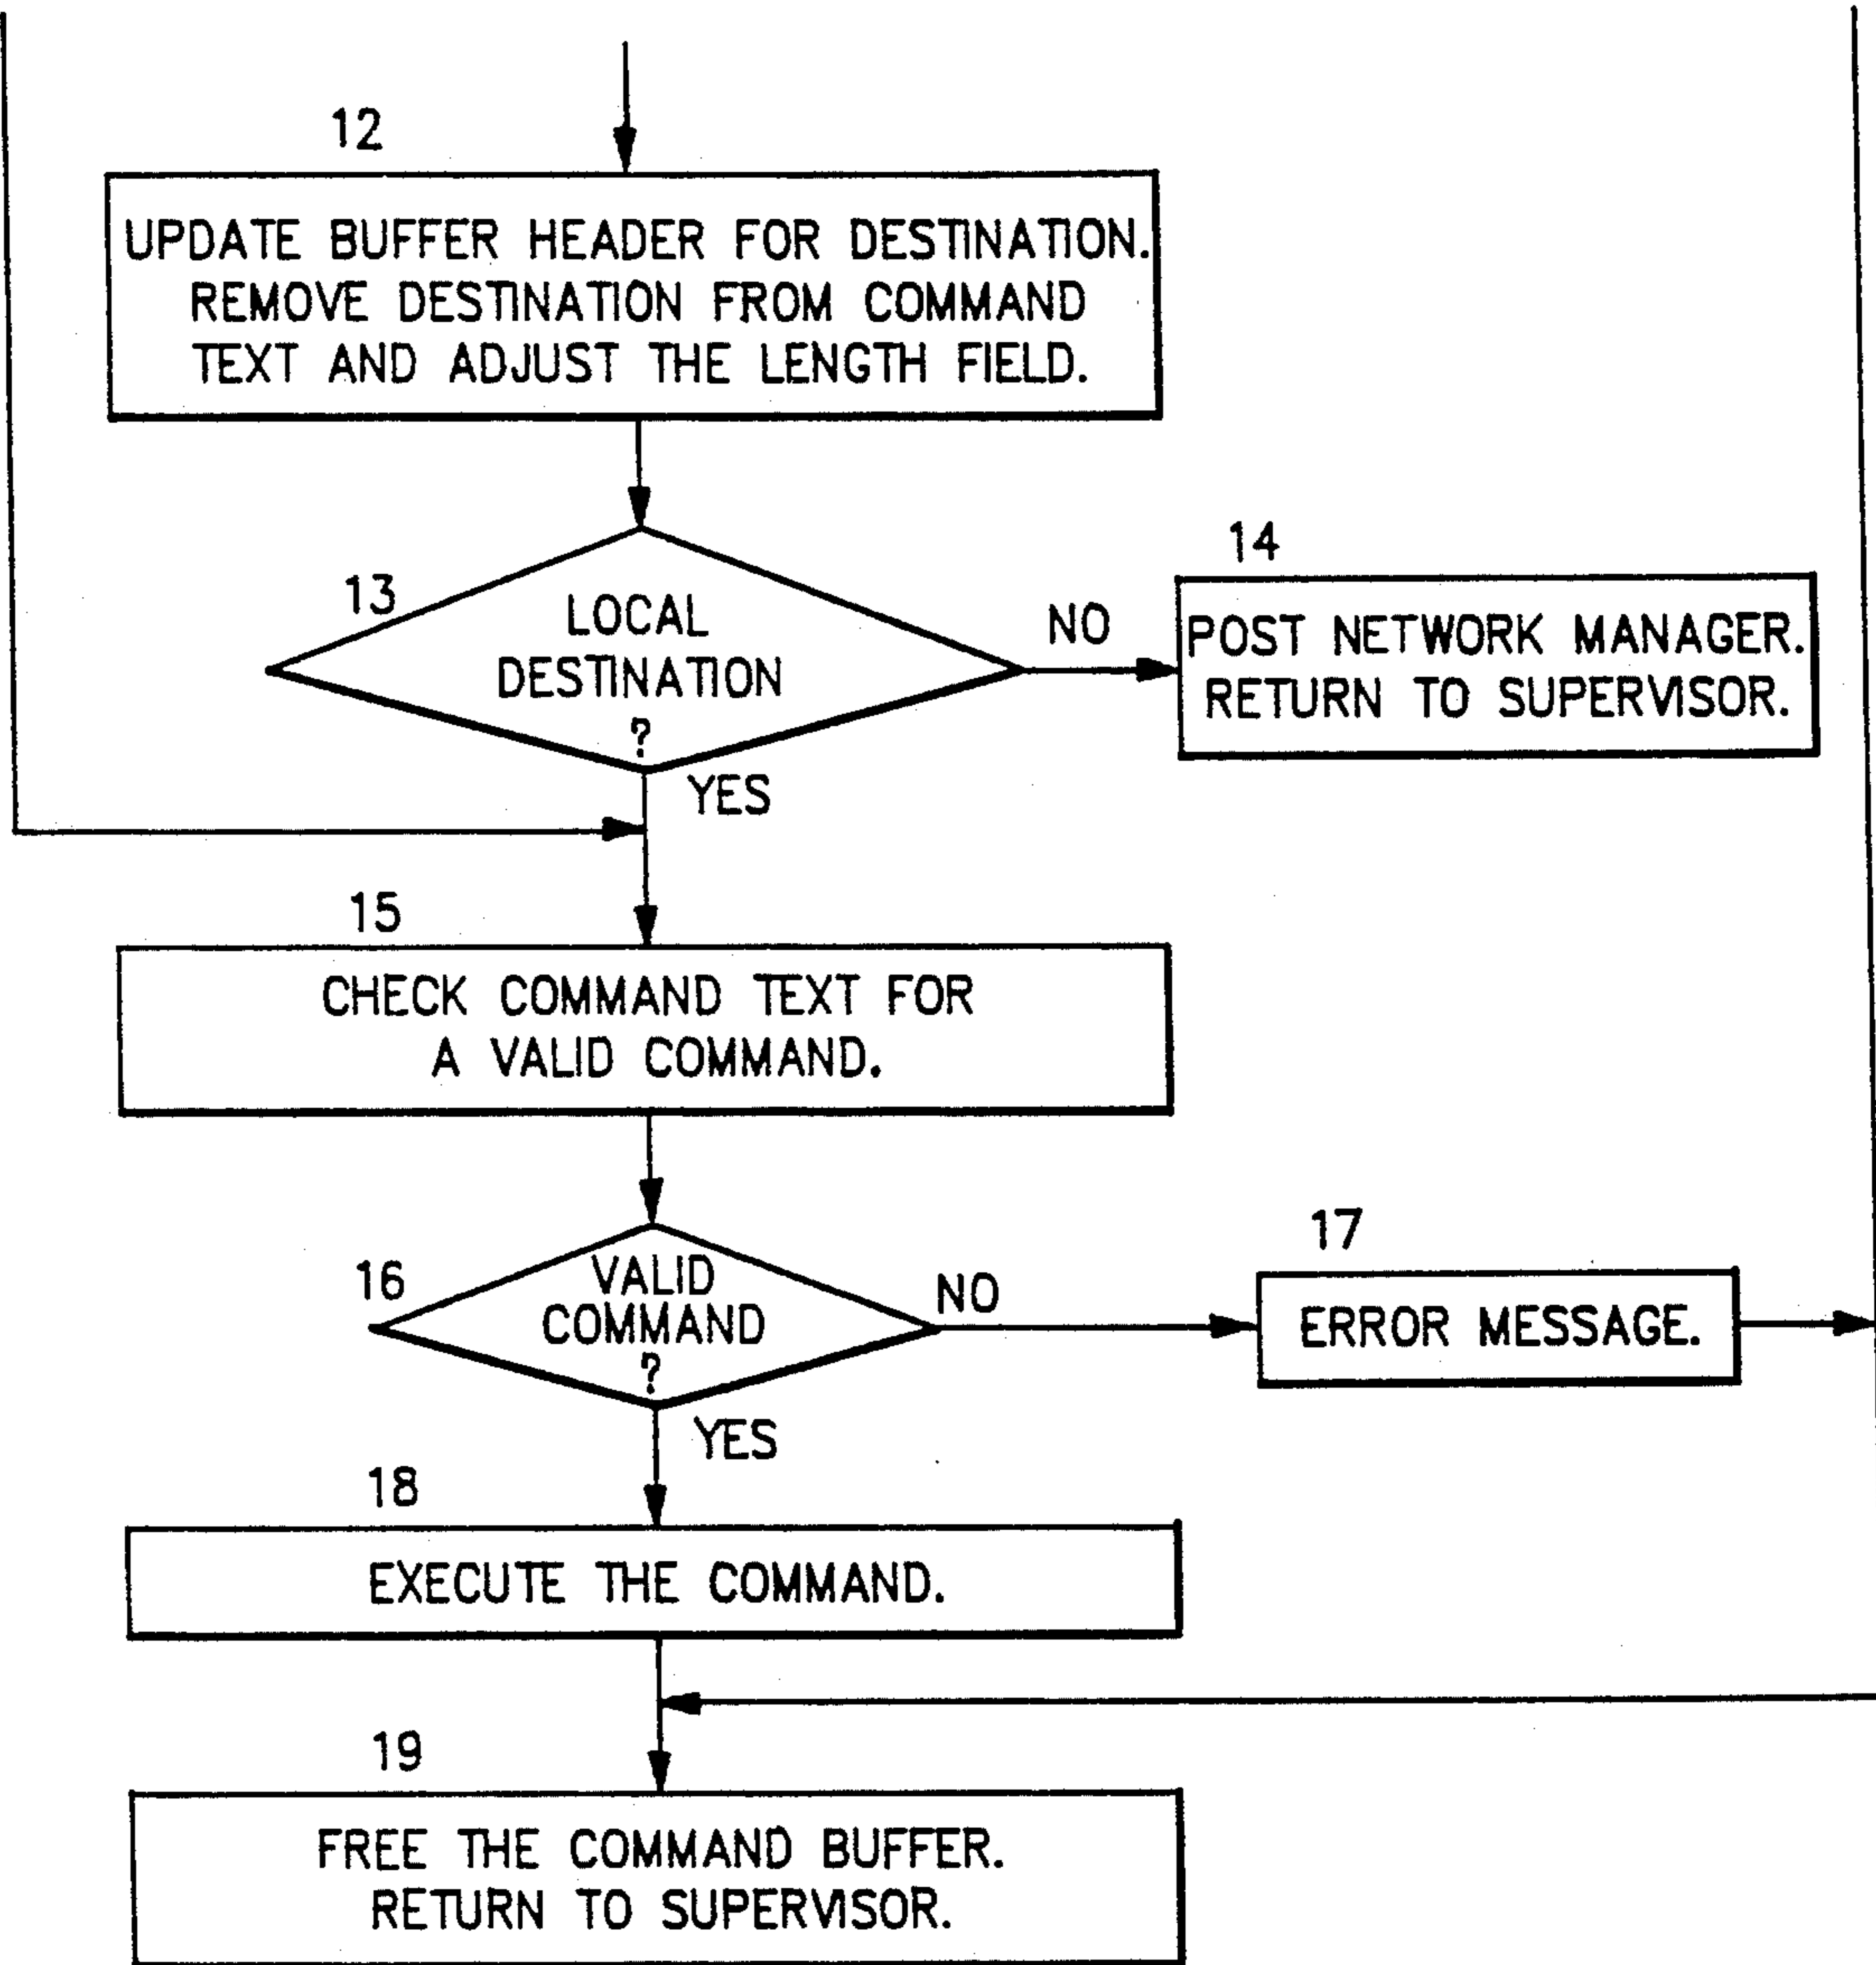 12
UPDATE BUFFER HEADER FOR DESTINATION.
REMOVE DESTINATION FROM COMMAND
TEXT AND ADJUST THE LENGTH FIELD.
13
LOCAL
DESTINATION
?
NO
YES
14
POST NETWORK MANAGER.
RETURN TO SUPERVISOR.
15
CHECK COMMAND TEXT FOR
A VALID COMMAND.
16
VALID
COMMAND
?
NO
YES
17
ERROR MESSAGE.
18
EXECUTE THE COMMAND.
19
FREE THE COMMAND BUFFER.
RETURN TO SUPERVISOR.